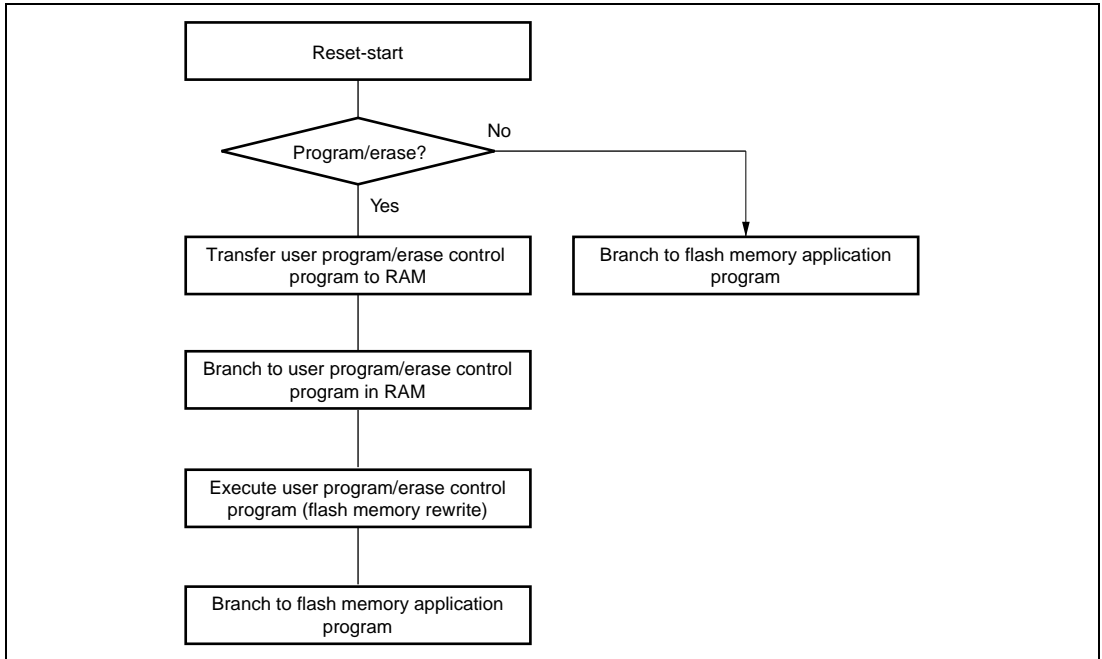 Reset-start
No
Program/erase?
Yes
Transfer user program/erase control
program to RAM
Branch to flash memory application
program
Branch to user program/erase control
program in RAM
Execute user program/erase control
program (flash memory rewrite)
Branch to flash memory application
program